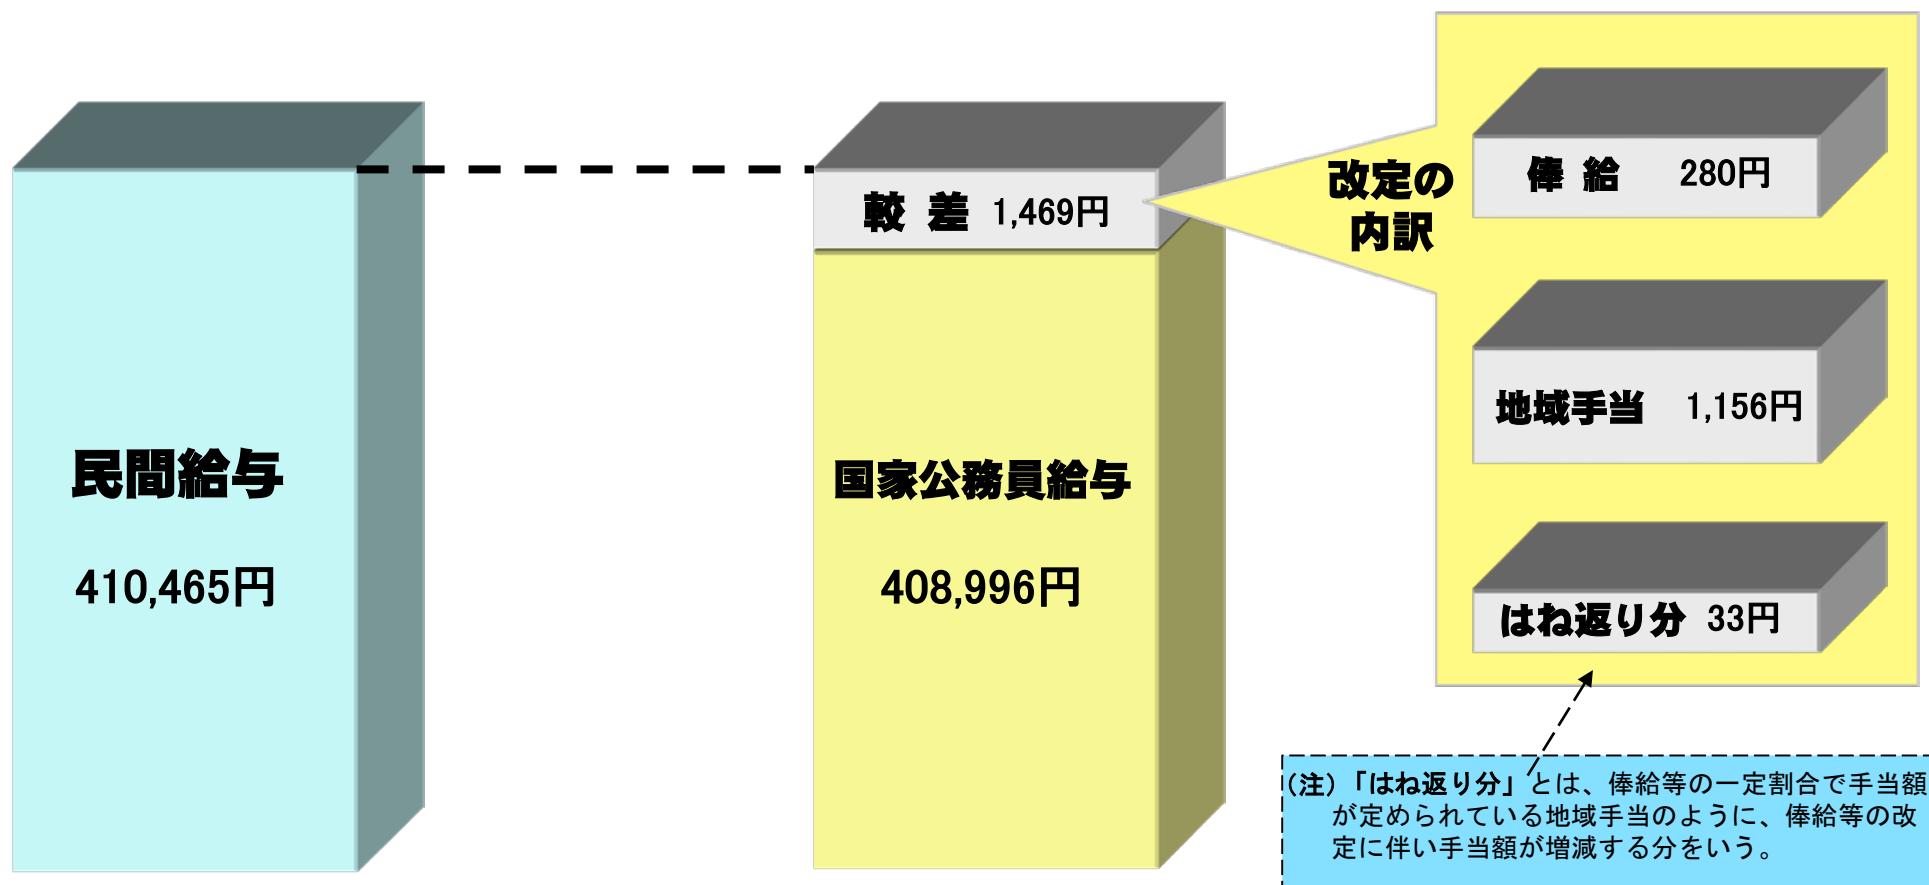 民間給与
410,465円
較 差 1,469円
国家公務員給与
408,996円
改定の
内訳
俸 給 280円
地域手当 1,156円
はね返り分 33円
(注)「はね返り分」とは、俸給等の一定割合で手当額
が定められている地域手当のように、俸給等の改
定に伴い手当額が増減する分をいう。